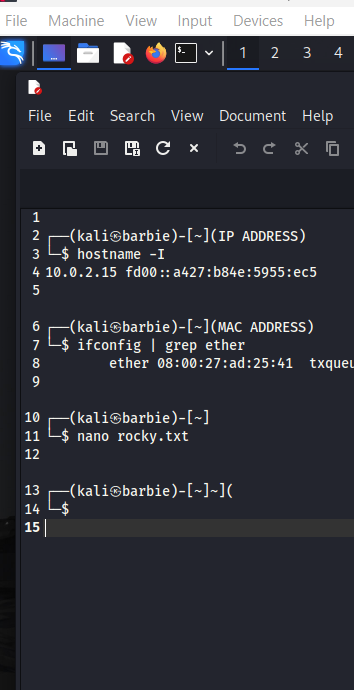 File Machine View Input Devices Help
1 2 3 4
File Edit Search View Document Help
1
2 ┌──(kali㉿barbie)-[~](IP ADDRESS)
3 └─$ hostname -I
4 10.0.2.15 fd00::a427:b84e:5955:ec5
5
6 ┌──(kali㉿barbie)-[~](MAC ADDRESS)
7 └─$ ifconfig | grep ether
8         ether 08:00:27:ad:25:41  txqueu
9
10 ┌──(kali㉿barbie)-[~]
11 └─$ nano rocky.txt
12
13 ┌──(kali㉿barbie)-[~]~](
14 └─$
15